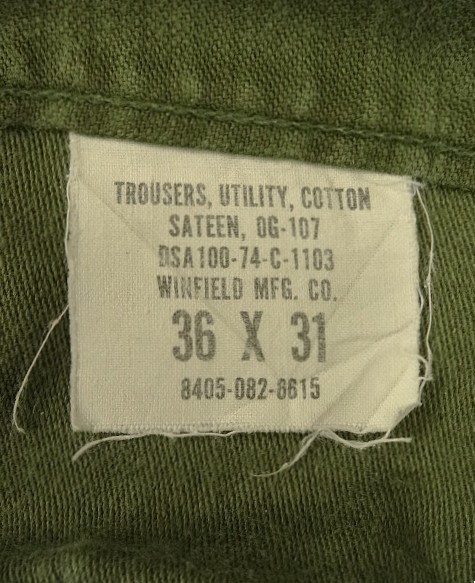 TROUSERS, UTILITY, COTTON
SATEEN, OG-107
DSA100-74-C-1103
WINFIELD MFG. CO.
36 X 31
8405-082-6615